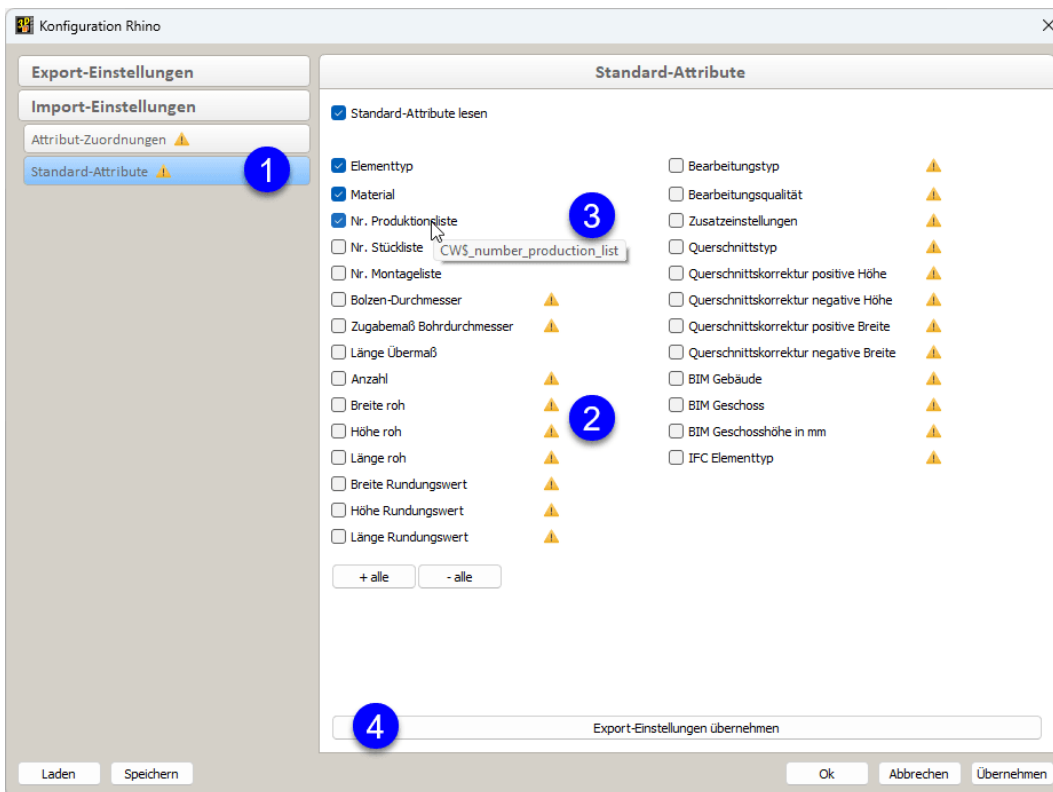 Konfiguration Rhino
Export-Einstellungen
Import-Einstellungen
Attribut-Zuordnungen
Standard-Attribute
1
Standard-Attribute
Standard-Attribute lesen
Elementtyp
Material
Nr. Produktionsliste
3
CW$_number_production_list
Nr. Stückliste
Nr. Montageliste
Bolzen-Durchmesser
Zugabemaß Bohrdurchmesser
Länge Übermaß
Anzahl
Breite roh
2
Höhe roh
Länge roh
Breite Rundungswert
Höhe Rundungswert
Länge Rundungswert
Bearbeitungstyp
Bearbeitungsqualität
Zusatzeinstellungen
Querschnittstyp
Querschnittskorrektur positive Höhe
Querschnittskorrektur negative Höhe
Querschnittskorrektur positive Breite
Querschnittskorrektur negative Breite
BIM Gebäude
BIM Geschoss
BIM Geschosshöhe in mm
IFC Elementtyp
+ alle - alle
4
Export-Einstellungen übernehmen
Laden Speichern Ok Abbrechen Übernehmen